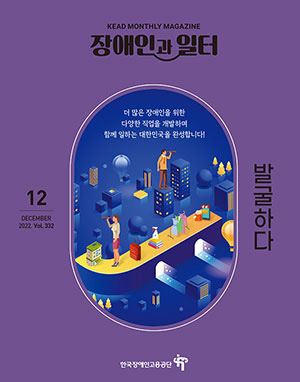 KEAD MONTHLY MAGAZINE
장애인과 일터
더 많은 장애인을 위한
다양한 직업을 개발하여
함께 일하는 대한민국을 완성합니다!
12
DECEMBER
2022. Vol. 332
발굴하다
한국장애인고용공단